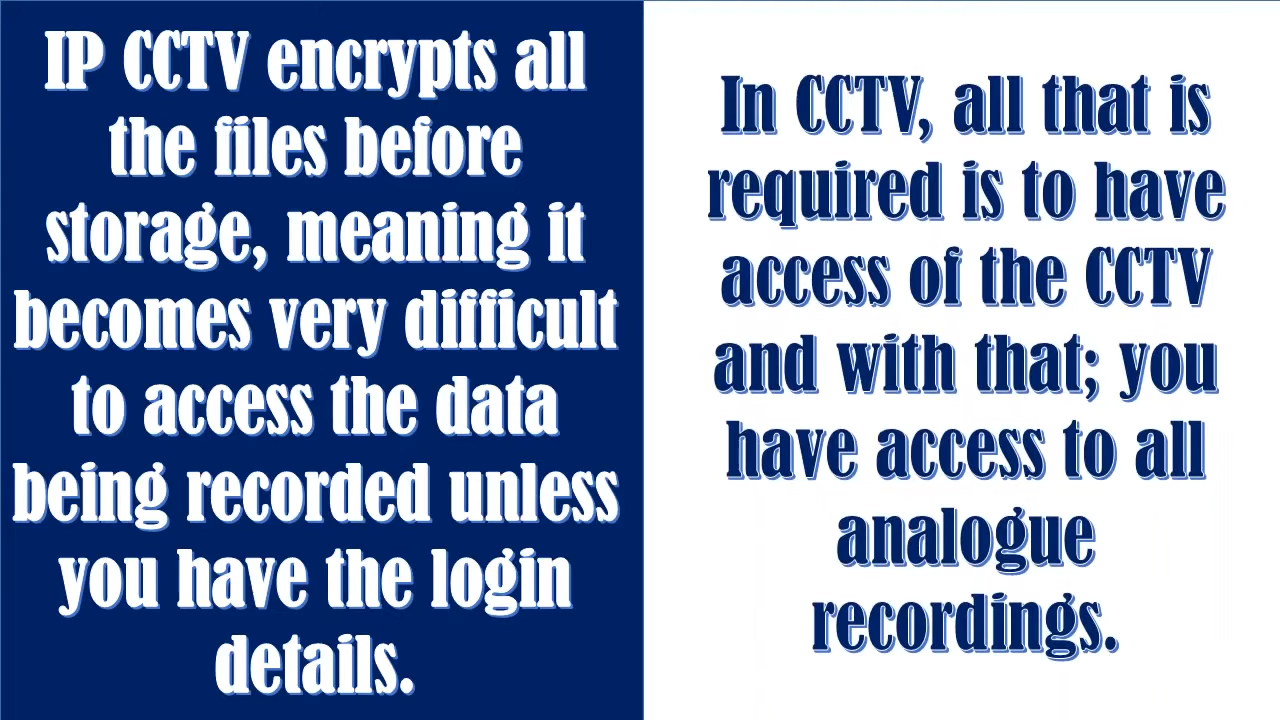 IP CCTV encrypts all
the files before
storage, meaning it
becomes very difficult
to access the data
being recorded unless
you have the login
details.
In CCTV, all that is
required is to have
access of the CCTV
and with that; you
have access to all
analogue
recordings.